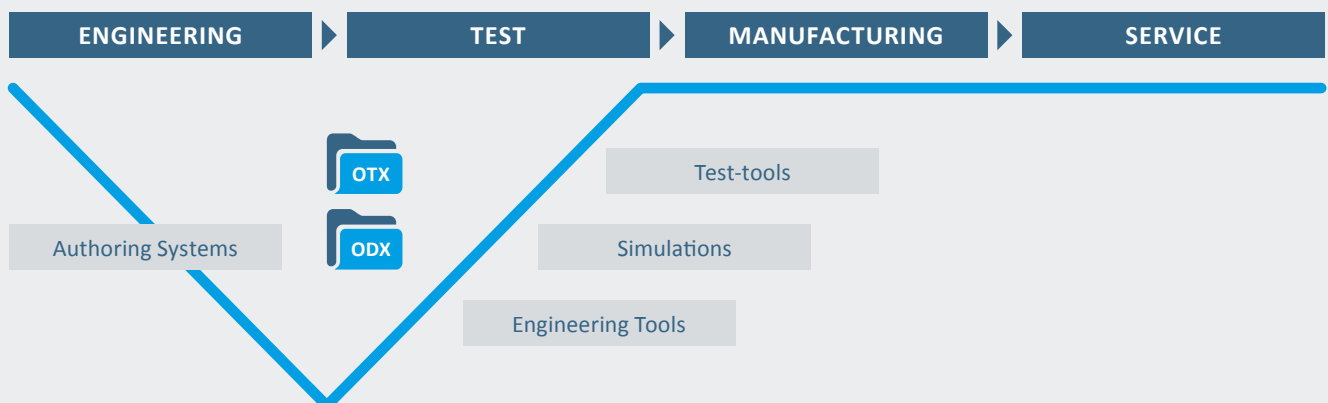 ENGINEERING
TEST
MANUFACTURING
SERVICE
OTX
Test-tools
ODX
Authoring Systems
Simulations
Engineering Tools